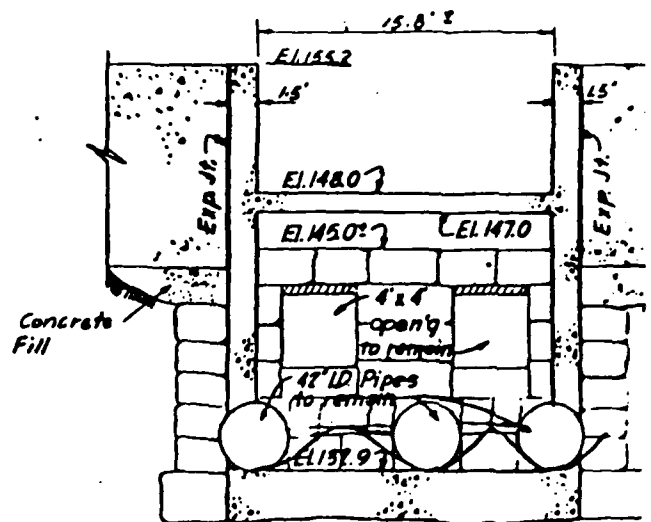 15.8' ±
El.155.2
1.5'
1.5'
Exp. Jt.
Exp. Jt.
El.148.0
El.145.0±
El.147.0
4'x4'
open'g
to remain
Concrete
Fill
42" I.D. Pipes
to remain
El.137.9